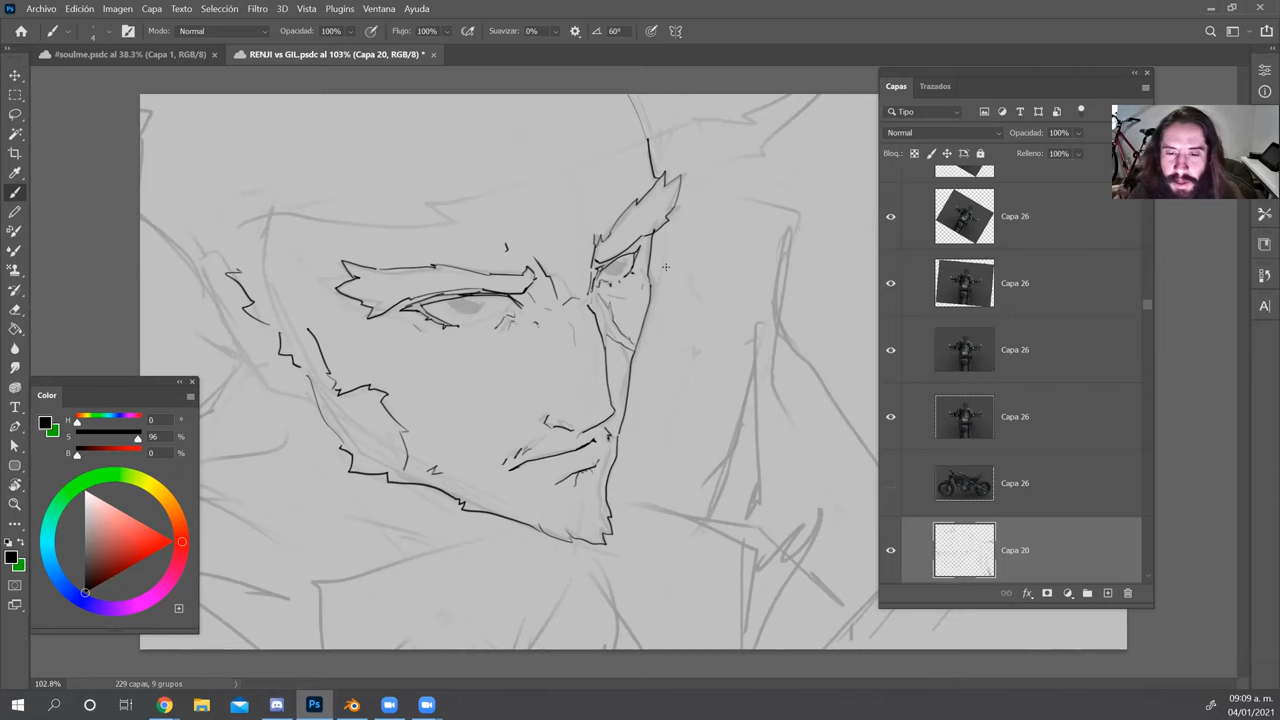 Archivo Edición Imagen Capa Texto Selección Filtro 3D Vista Plugins Ventana Ayuda
4 Modo: Normal Opacidad: 100% Flujo: 100% Suavizar: 0% 60°
#soulme.psdc al 38.3% (Capa 1, RGB/8) × RENJI vs GIL.psdc al 103% (Capa 20, RGB/8) * ×
Capas Trazados
Tipo
Normal Opacidad: 100%
Bloq.: Relleno: 100%
Capa 26
Capa 26
Capa 26
Capa 26
Capa 26
Capa 20
Color
H 0 °
S 96 %
B 0 %
102.8% 229 capas, 9 grupos
09:09 a. m.
04/01/2021